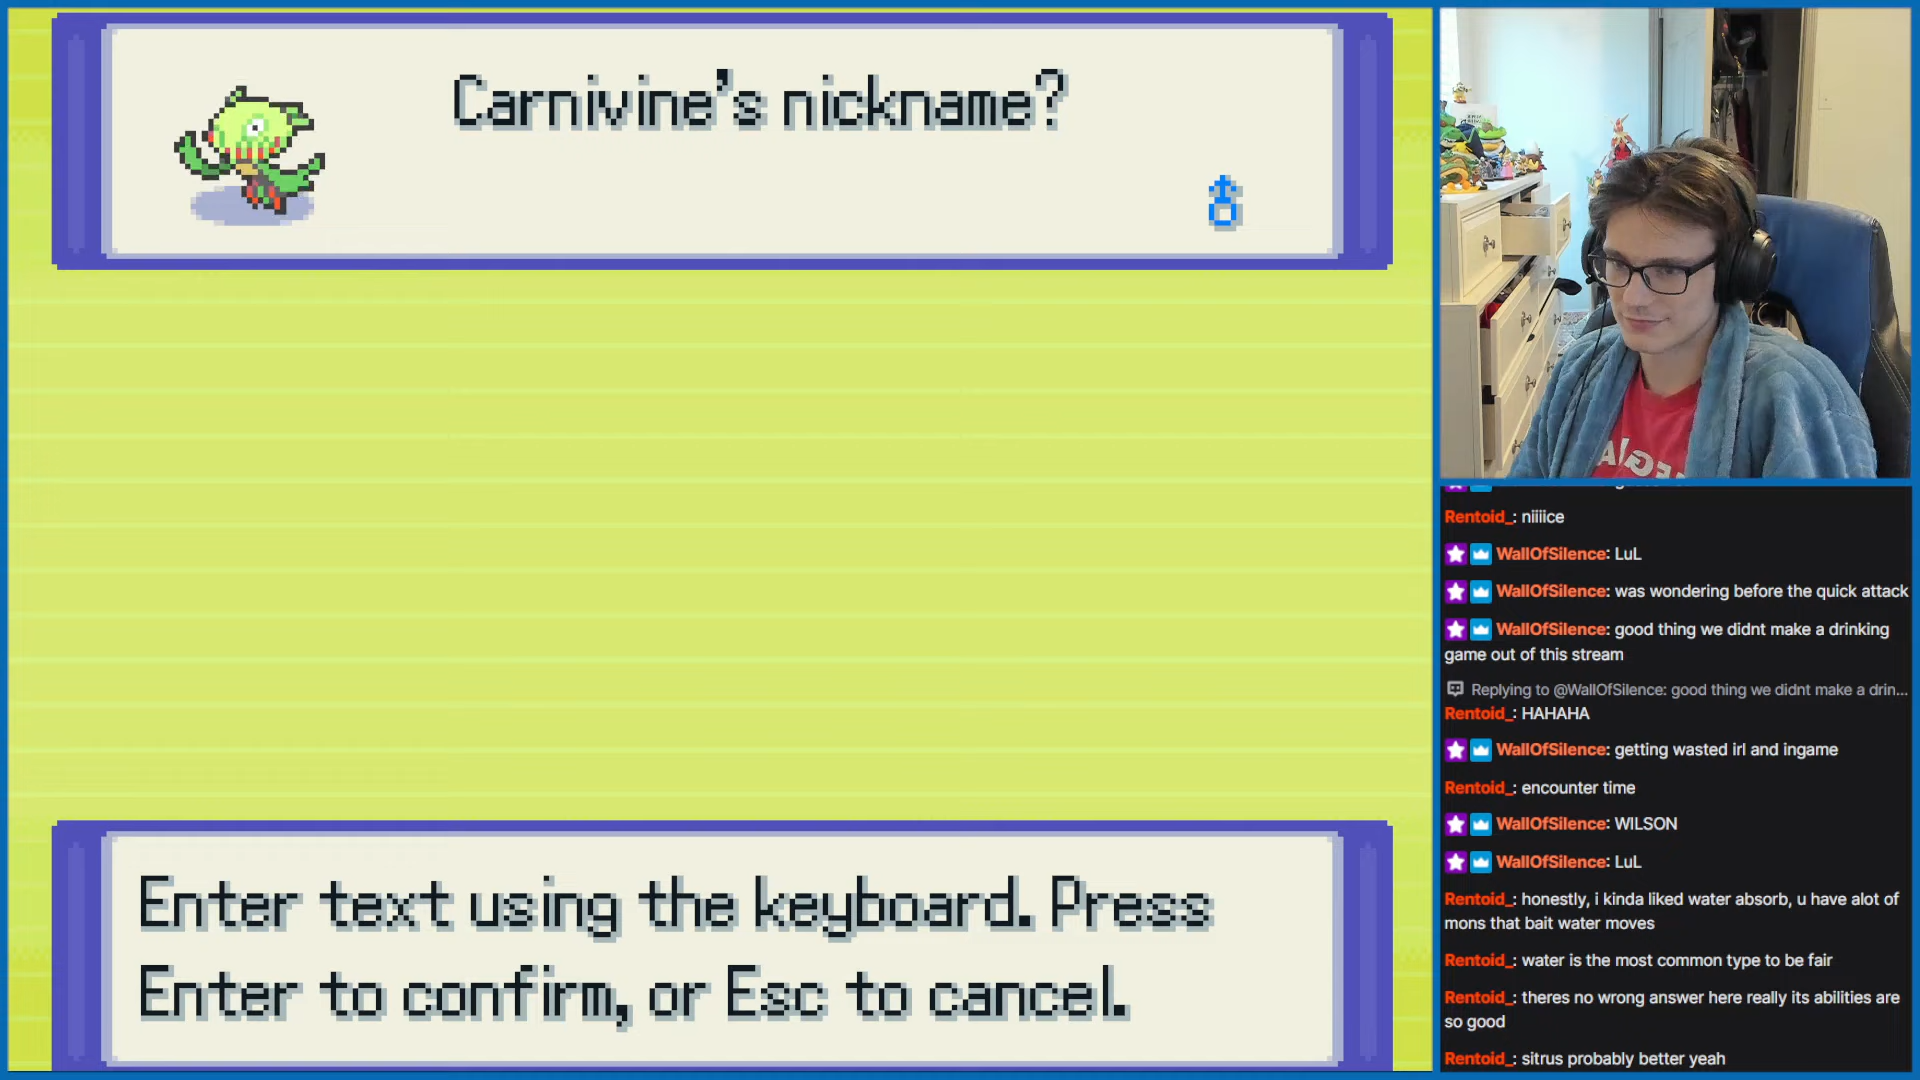 Carnivine's nickname?
Enter text using the keyboard. Press
Enter to confirm, or Esc to cancel.
Rentoid_: niiiice
WallOfSilence: LuL
WallOfSilence: was wondering before the quick attack
WallOfSilence: good thing we didnt make a drinking
game out of this stream
Replying to @WallOfSilence: good thing we didnt make a drin...
Rentoid_: HAHAHA
WallOfSilence: getting wasted irl and ingame
Rentoid_: encounter time
WallOfSilence: WILSON
WallOfSilence: LuL
Rentoid_: honestly, i kinda liked water absorb, u have alot of
mons that bait water moves
Rentoid_: water is the most common type to be fair
Rentoid_: theres no wrong answer here really its abilities are
so good
Rentoid_: sitrus probably better yeah